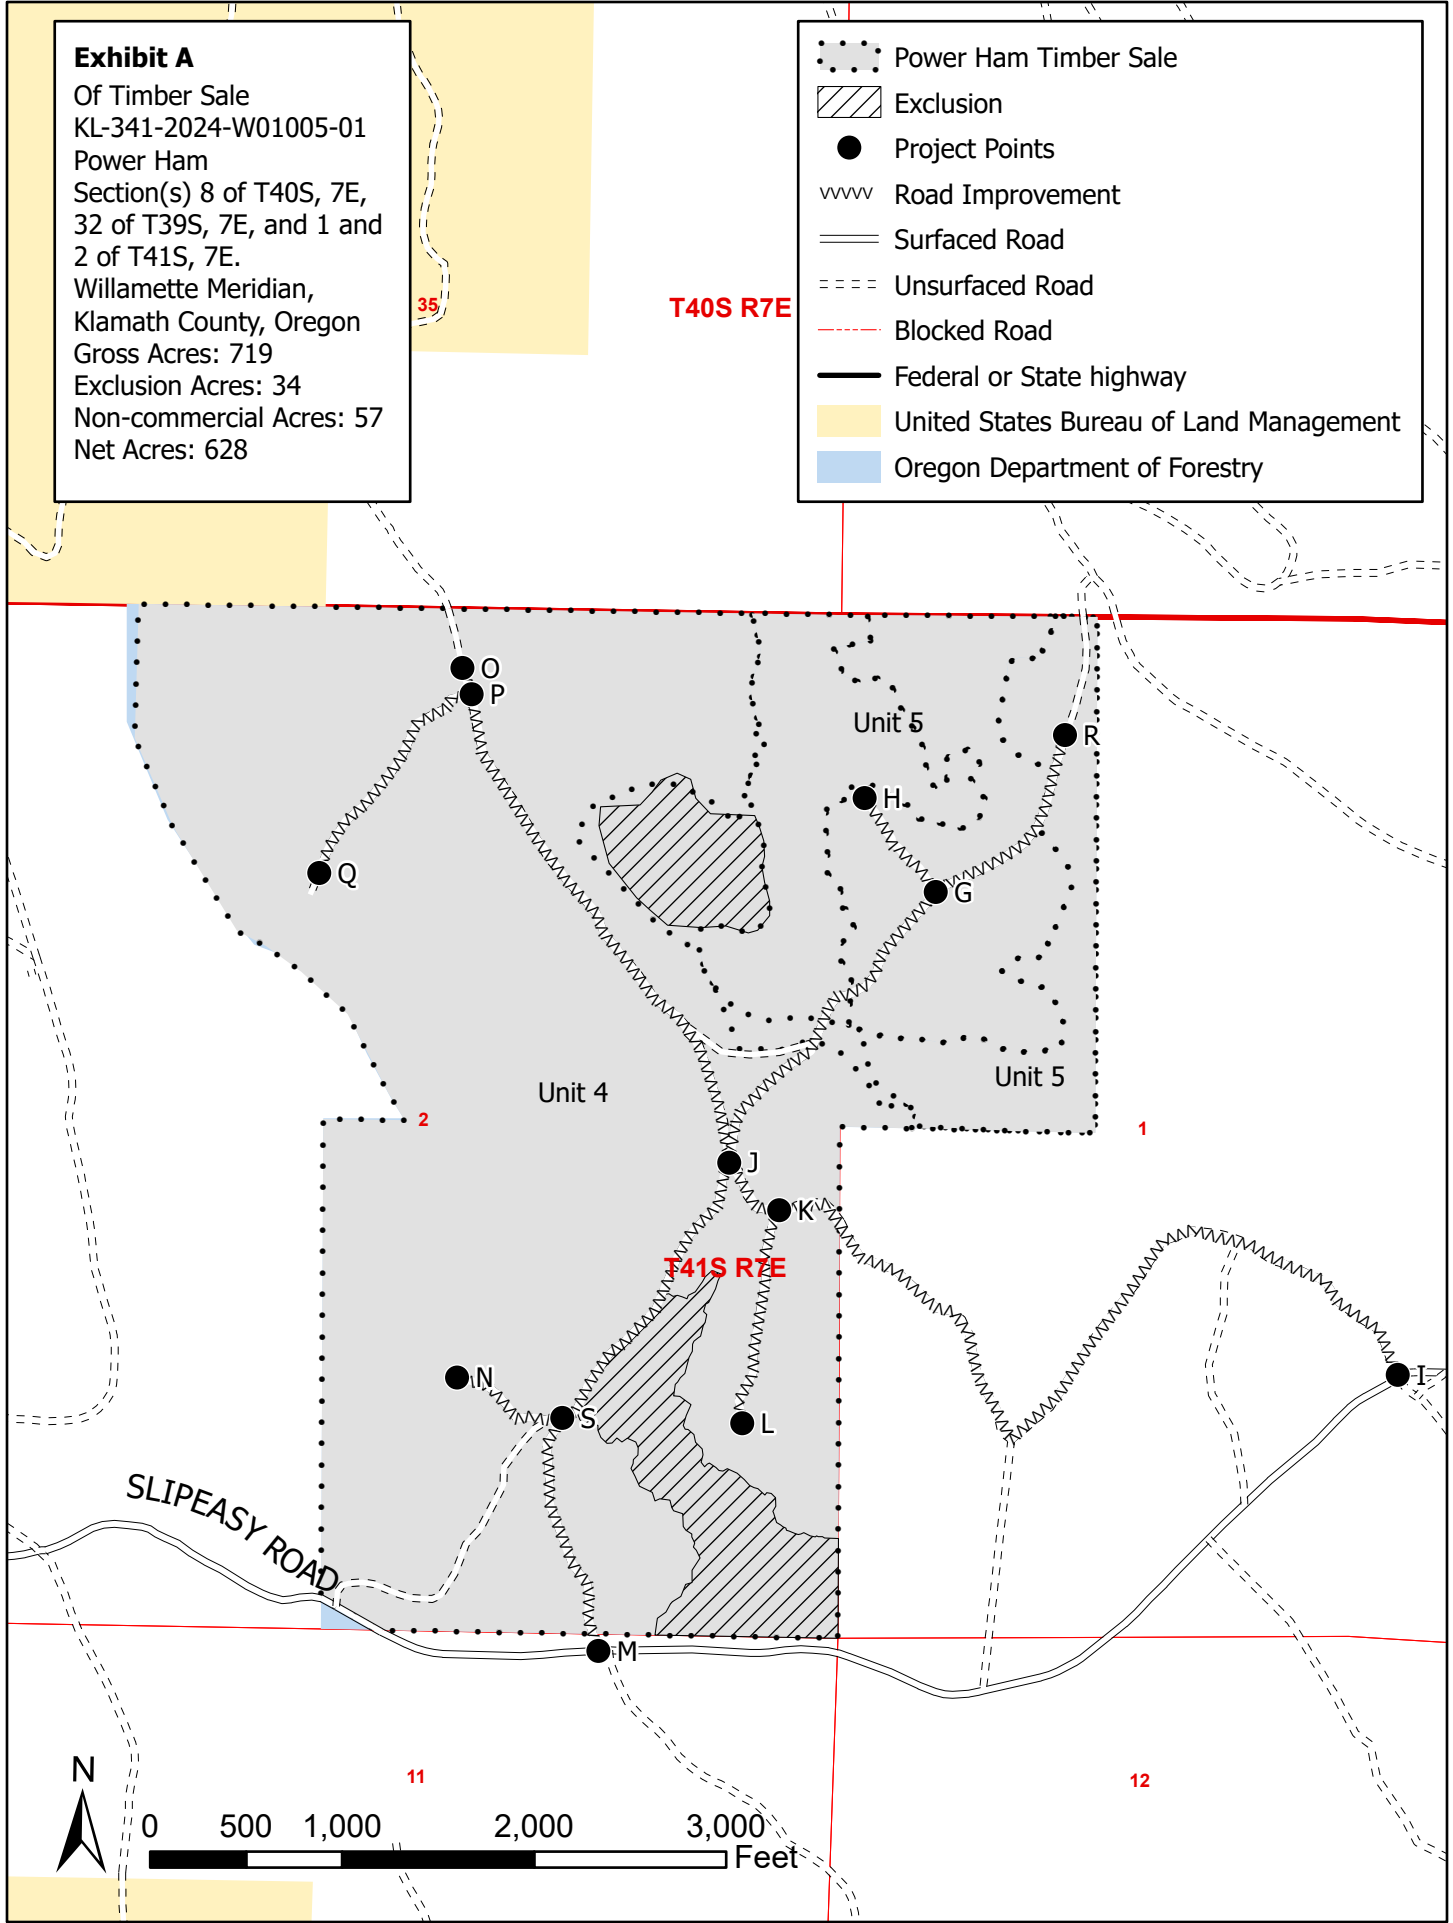 Exhibit A
Of Timber Sale
KL-341-2024-W01005-01
Power Ham
Section(s) 8 of T40S, 7E,
32 of T39S, 7E, and 1 and
2 of T41S, 7E.
Willamette Meridian,
Klamath County, Oregon
Gross Acres: 719
Exclusion Acres: 34
Non-commercial Acres: 57
Net Acres: 628
Power Ham Timber Sale
Exclusion
Project Points
Road Improvement
Surfaced Road
Unsurfaced Road
Blocked Road
Federal or State highway
United States Bureau of Land Management
Oregon Department of Forestry
35
T40S R7E
O
P
Unit 5
R
H
Q
G
Unit 5
Unit 4
2
1
J
K
T41S R7E
N
I
S
L
SLIPEASY ROAD
M
N
11
12
0 500 1,000 2,000 3,000
Feet